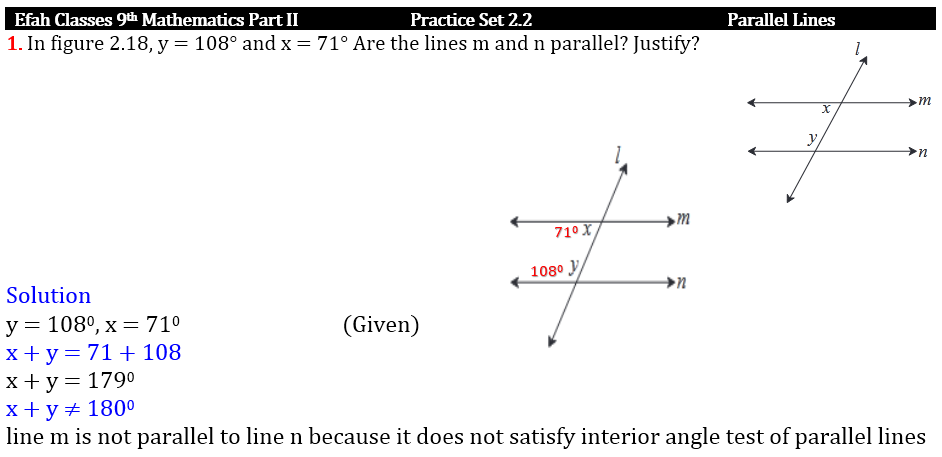 Efah Classes 9th Mathematics Part II Practice Set 2.2 Parallel Lines
1. In figure 2.18, y = 108° and x = 71° Are the lines m and n parallel? Justify?
l
m
x
y
n
l
m
71⁰ x
108⁰ y
n
Solution
y = 108⁰, x = 71⁰ (Given)
x + y = 71 + 108
x + y = 179⁰
x + y ≠ 180⁰
line m is not parallel to line n because it does not satisfy interior angle test of parallel lines